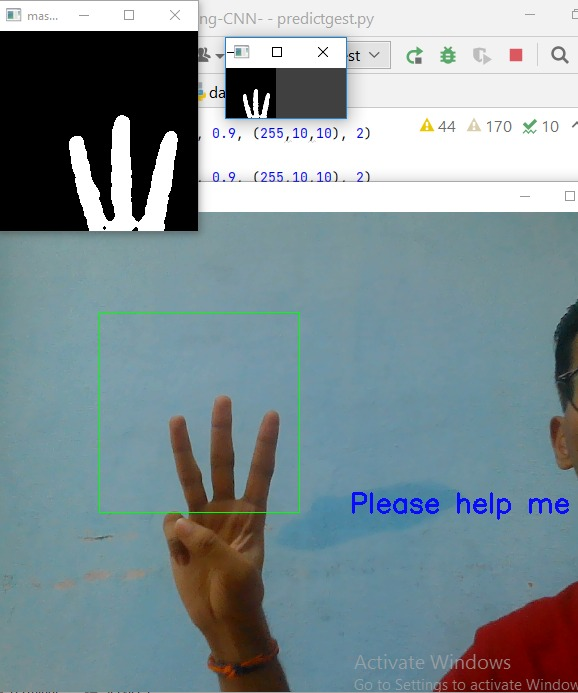 mas...
ng-CNN- - predictgest.py
est
da
44 170 10
, 0.9, (255,10,10), 2)
, 0.9, (255,10,10), 2)
Please help me
Activate Windows
Go to Settings to activate Window